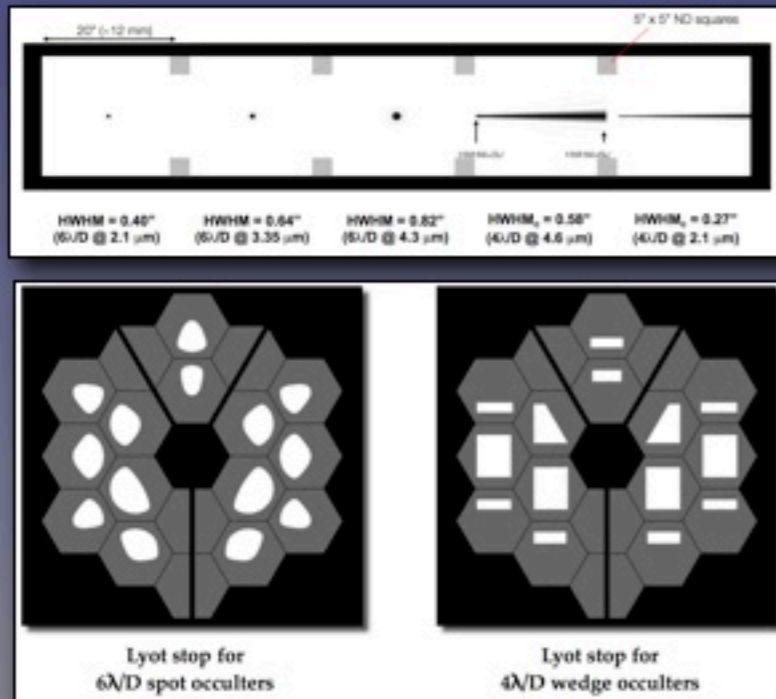 20" (~12 mm)
5" x 5" ND squares
HWHM = 0.40" HWHM = 0.64" HWHM = 0.82" HWHMc = 0.58" HWHMc = 0.27"
(6λ/D @ 2.1 μm) (6λ/D @ 3.35 μm) (6λ/D @ 4.3 μm) (4λ/D @ 4.6 μm) (4λ/D @ 2.1 μm)
Lyot stop for
6λ/D spot occulters
Lyot stop for
4λ/D wedge occulters